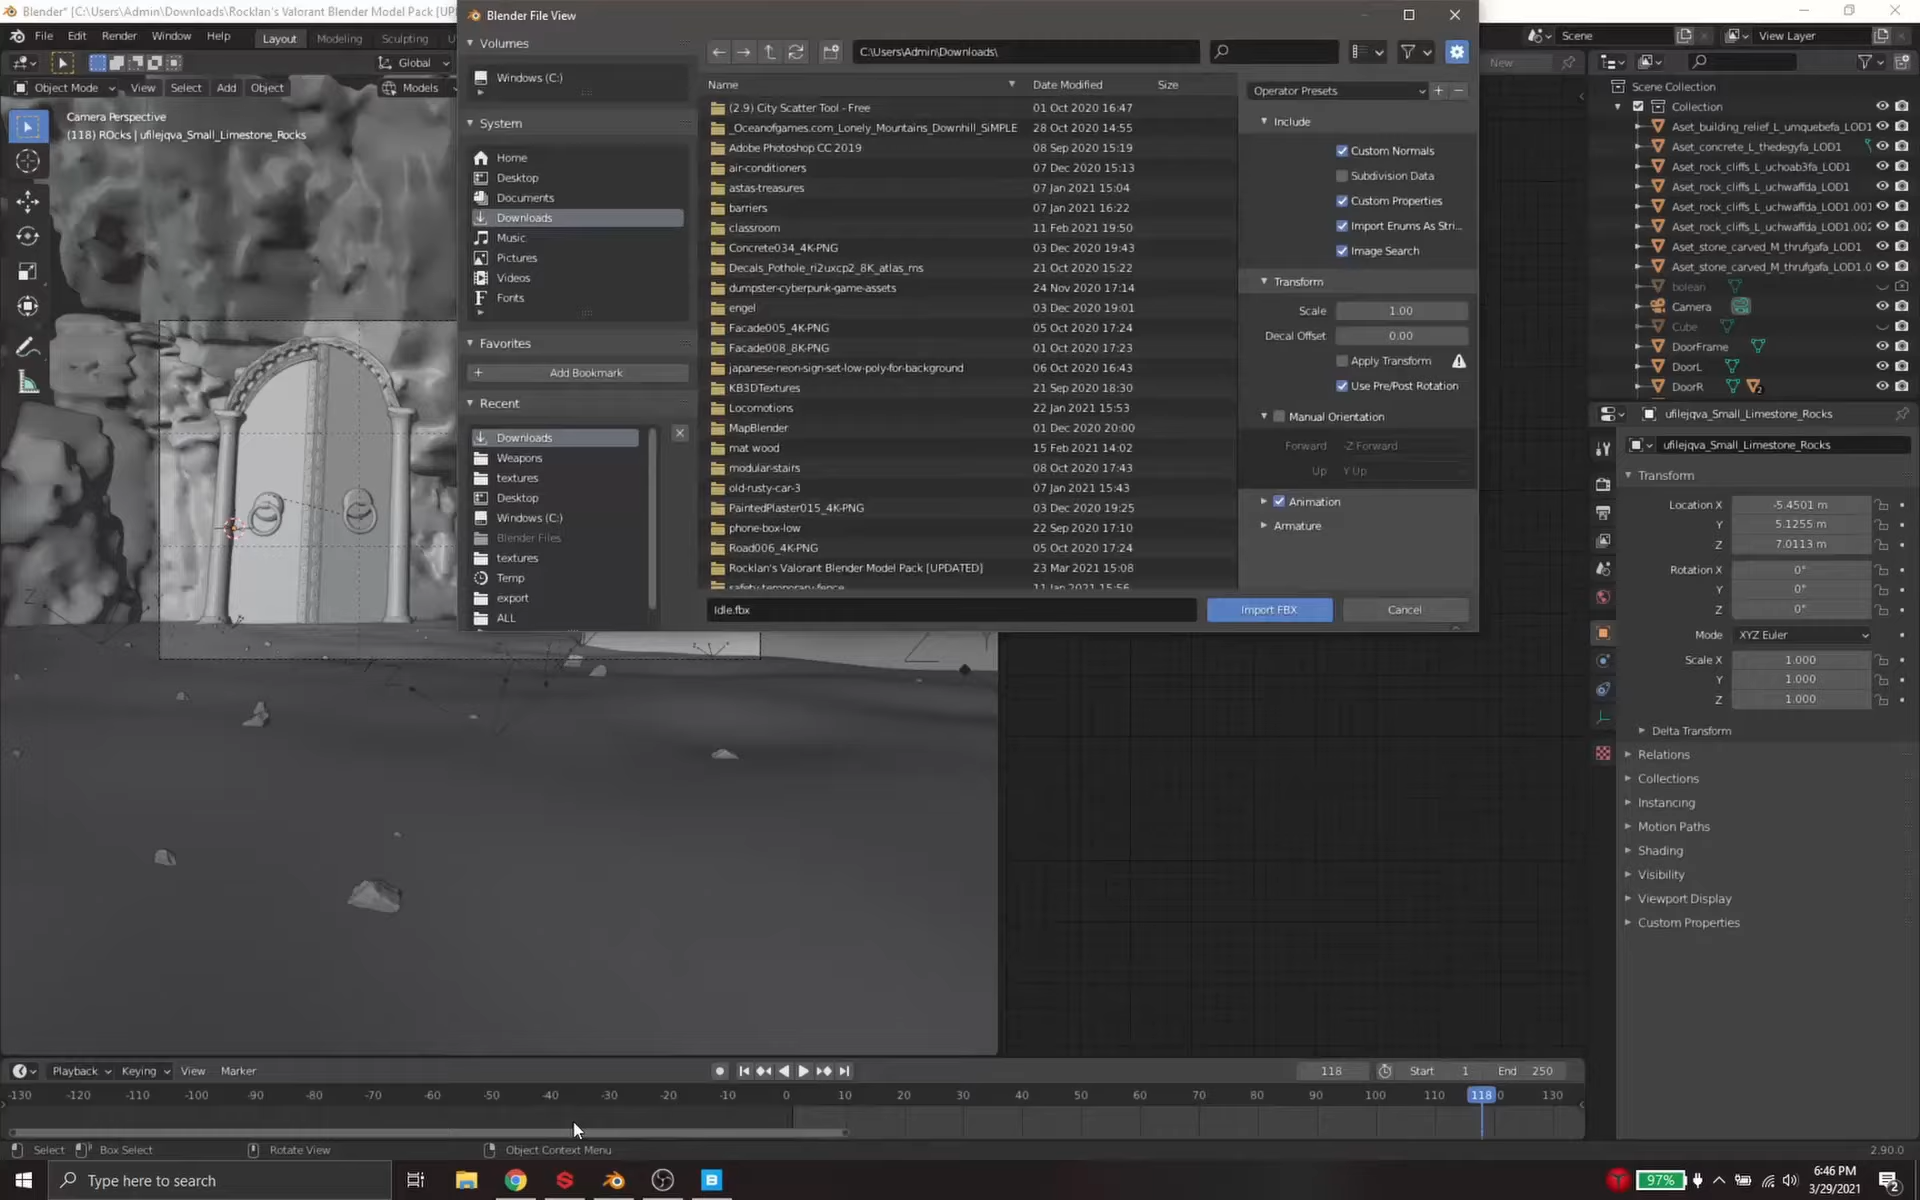 Blender* [C:\Users\Admin\Downloads\Rocklan's Valorant Blender Model Pack [UP
Blender File View
File Edit Render Window Help Layout Modeling Sculpting
Scene View Layer
Global
New
Object Mode View Select Add Object Models
Camera Perspective
(118) ROcks | ufilejqva_Small_Limestone_Rocks
Volumes
Windows (C:)
System
Home
Desktop
Documents
Downloads
Music
Pictures
Videos
Fonts
Favorites
Add Bookmark
Recent
Downloads
Weapons
textures
Desktop
Windows (C:)
Blender Files
textures
Temp
export
ALL
C:\Users\Admin\Downloads\
Name Date Modified Size
(2.9) City Scatter Tool - Free 01 Oct 2020 16:47
_Oceanofgames.com_Lonely_Mountains_Downhill_SiMPLE 28 Oct 2020 14:55
Adobe Photoshop CC 2019 08 Sep 2020 15:19
air-conditioners 07 Dec 2020 15:13
astas-treasures 07 Jan 2021 15:04
barriers 07 Jan 2021 16:22
classroom 11 Feb 2021 19:50
Concrete034_4K-PNG 03 Dec 2020 19:43
Decals_Pothole_ri2uxcp2_8K_atlas_ms 21 Oct 2020 15:22
dumpster-cyberpunk-game-assets 24 Nov 2020 17:14
engel 03 Dec 2020 19:01
Facade005_4K-PNG 05 Oct 2020 17:24
Facade008_8K-PNG 01 Oct 2020 17:23
japanese-neon-sign-set-low-poly-for-background 06 Oct 2020 16:43
KB3DTextures 21 Sep 2020 18:30
Locomotions 22 Jan 2021 15:53
MapBlender 01 Dec 2020 20:00
mat wood 15 Feb 2021 14:02
modular-stairs 08 Oct 2020 17:43
old-rusty-car-3 07 Jan 2021 15:43
PaintedPlaster015_4K-PNG 03 Dec 2020 19:25
phone-box-low 22 Sep 2020 17:10
Road006_4K-PNG 05 Oct 2020 17:24
Rocklan's Valorant Blender Model Pack [UPDATED] 23 Mar 2021 15:08
safety-temporary-fence 11 Jan 2021 15:56
Idle.fbx Import FBX Cancel
Operator Presets
Include
Custom Normals
Subdivision Data
Custom Properties
Import Enums As Stri...
Image Search
Transform
Scale 1.00
Decal Offset 0.00
Apply Transform
Use Pre/Post Rotation
Manual Orientation
Forward -Z Forward
Up Y Up
Animation
Armature
Scene Collection
Collection
Aset_building_relief_L_umquebefa_LOD1
Aset_concrete_L_thedegyfa_LOD1
Aset_rock_cliffs_L_uchoab3fa_LOD1
Aset_rock_cliffs_L_uchwaffda_LOD1
Aset_rock_cliffs_L_uchwaffda_LOD1.001
Aset_rock_cliffs_L_uchwaffda_LOD1.002
Aset_stone_carved_M_thrufgafa_LOD1
Aset_stone_carved_M_thrufgafa_LOD1.0
bolean
Camera
Cube
DoorFrame
DoorL
DoorR 2
ufilejqva_Small_Limestone_Rocks
ufilejqva_Small_Limestone_Rocks
Transform
Location X -5.4501 m
Y 5.1255 m
Z 7.0113 m
Rotation X 0°
Y 0°
Z 0°
Mode XYZ Euler
Scale X 1.000
Y 1.000
Z 1.000
Delta Transform
Relations
Collections
Instancing
Motion Paths
Shading
Visibility
Viewport Display
Custom Properties
Playback Keying View Marker 118 Start 1 End 250
-130 -120 -110 -100 -90 -80 -70 -60 -50 -40 -30 -20 -10 0 10 20 30 40 50 60 70 80 90 100 110 118 0 130
Select Box Select Rotate View Object Context Menu 2.90.0
Type here to search 97% 6:46 PM
3/29/2021 2